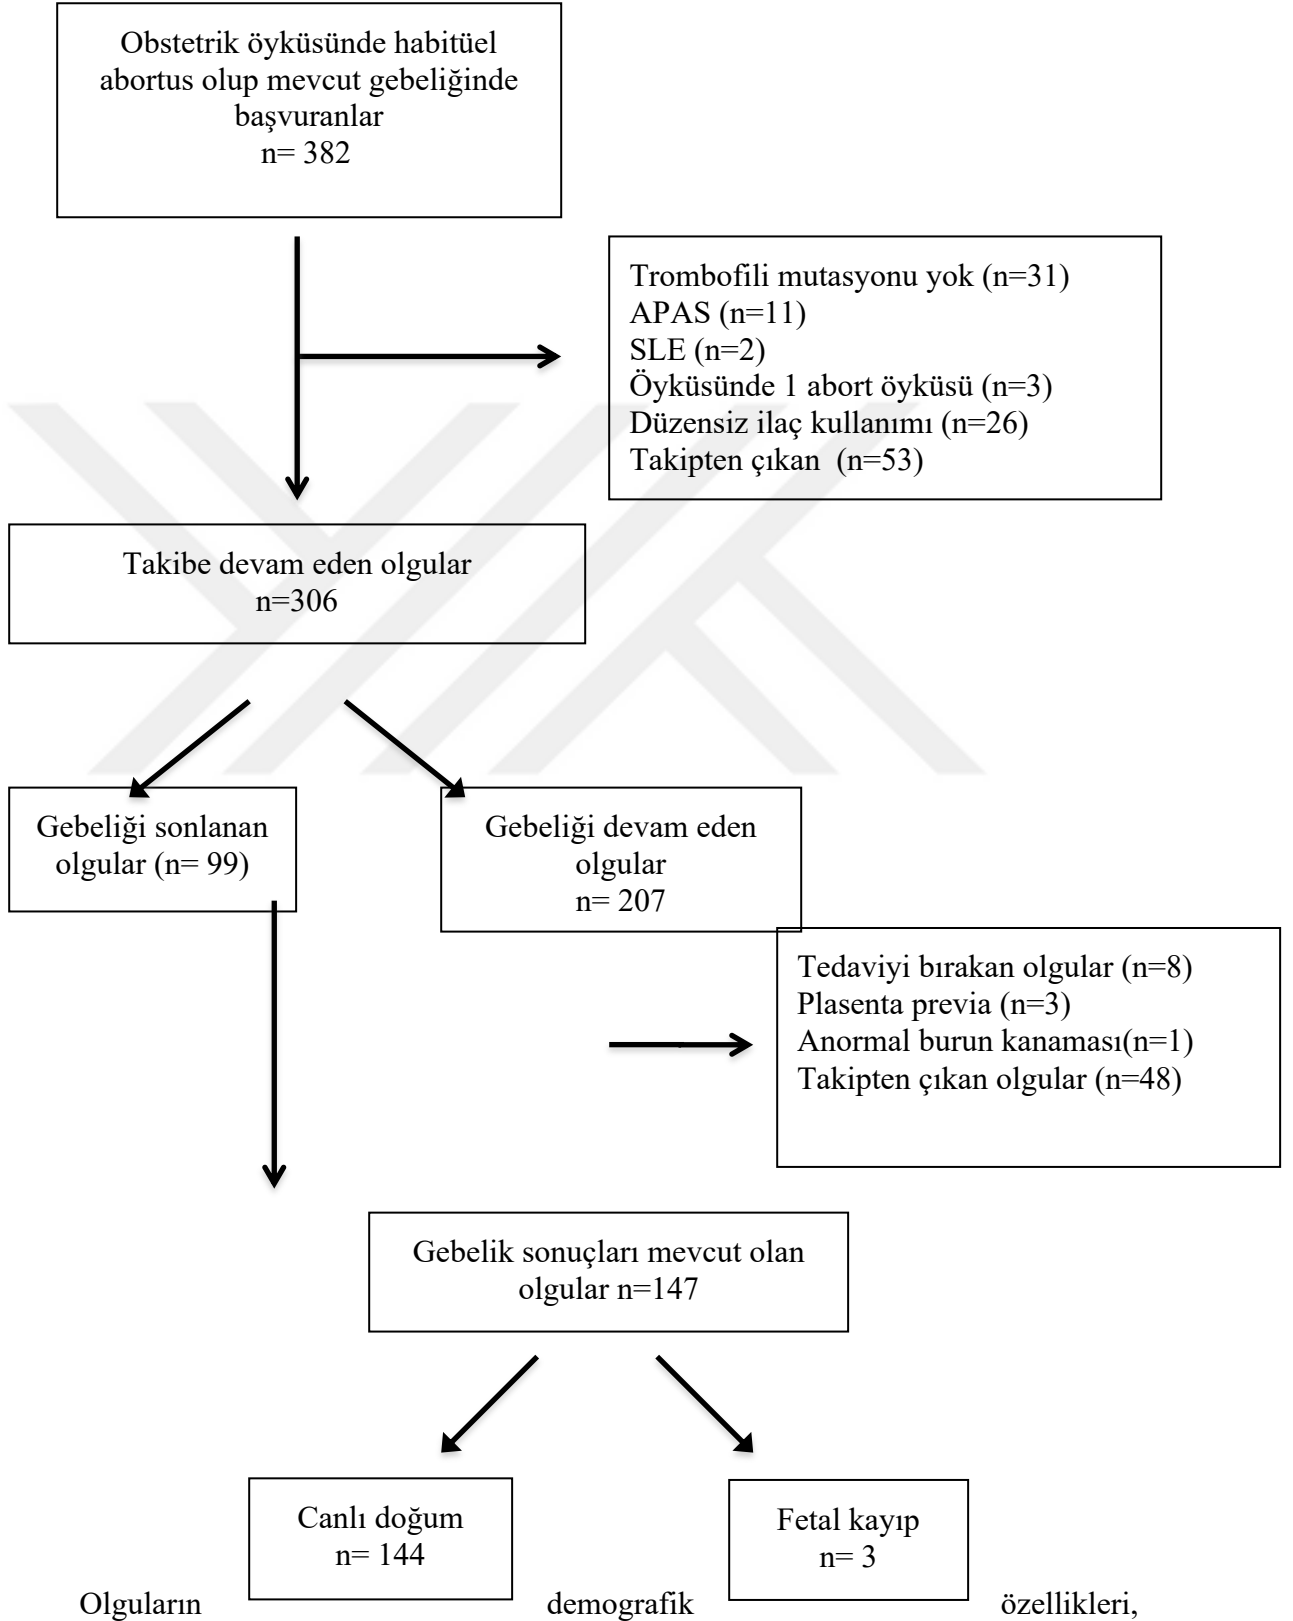 Obstetrik öyküsünde habitüel
abortus olup mevcut gebeliğinde
başvuranlar
n= 382
Trombofili mutasyonu yok (n=31)
APAS (n=11)
SLE (n=2)
Öyküsünde 1 abort öyküsü (n=3)
Düzensiz ilaç kullanımı (n=26)
Takipten çıkan  (n=53)
Takibe devam eden olgular
n=306
Gebeliği sonlanan
olgular (n= 99)
Gebeliği devam eden
olgular
n= 207
Tedaviyi bırakan olgular (n=8)
Plasenta previa (n=3)
Anormal burun kanaması(n=1)
Takipten çıkan olgular (n=48)
Gebelik sonuçları mevcut olan
olgular n=147
Canlı doğum
n= 144
Fetal kayıp
n= 3
Olguların demografik özellikleri,